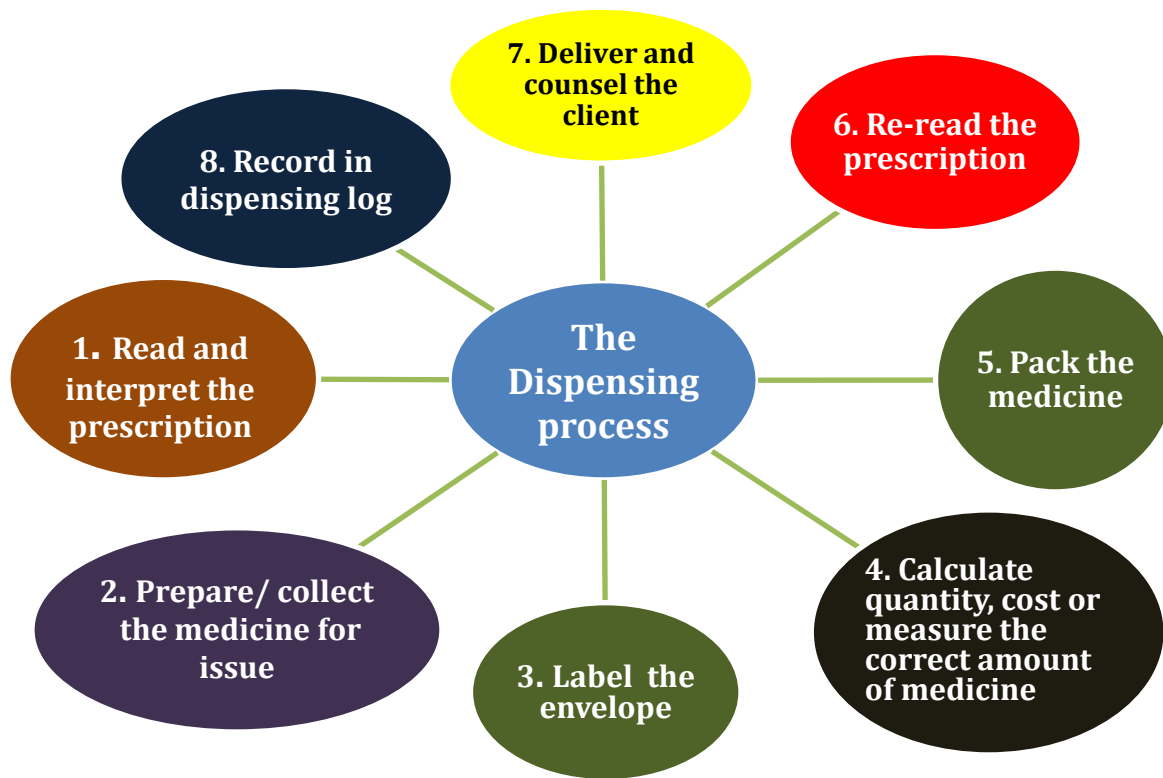 The
Dispensing
process
1. Read and
interpret the
prescription
2. Prepare/ collect
the medicine for
issue
3. Label the
envelope
4. Calculate
quantity, cost or
measure the
correct amount
of medicine
5. Pack the
medicine
6. Re-read the
prescription
7. Deliver and
counsel the
client
8. Record in
dispensing log